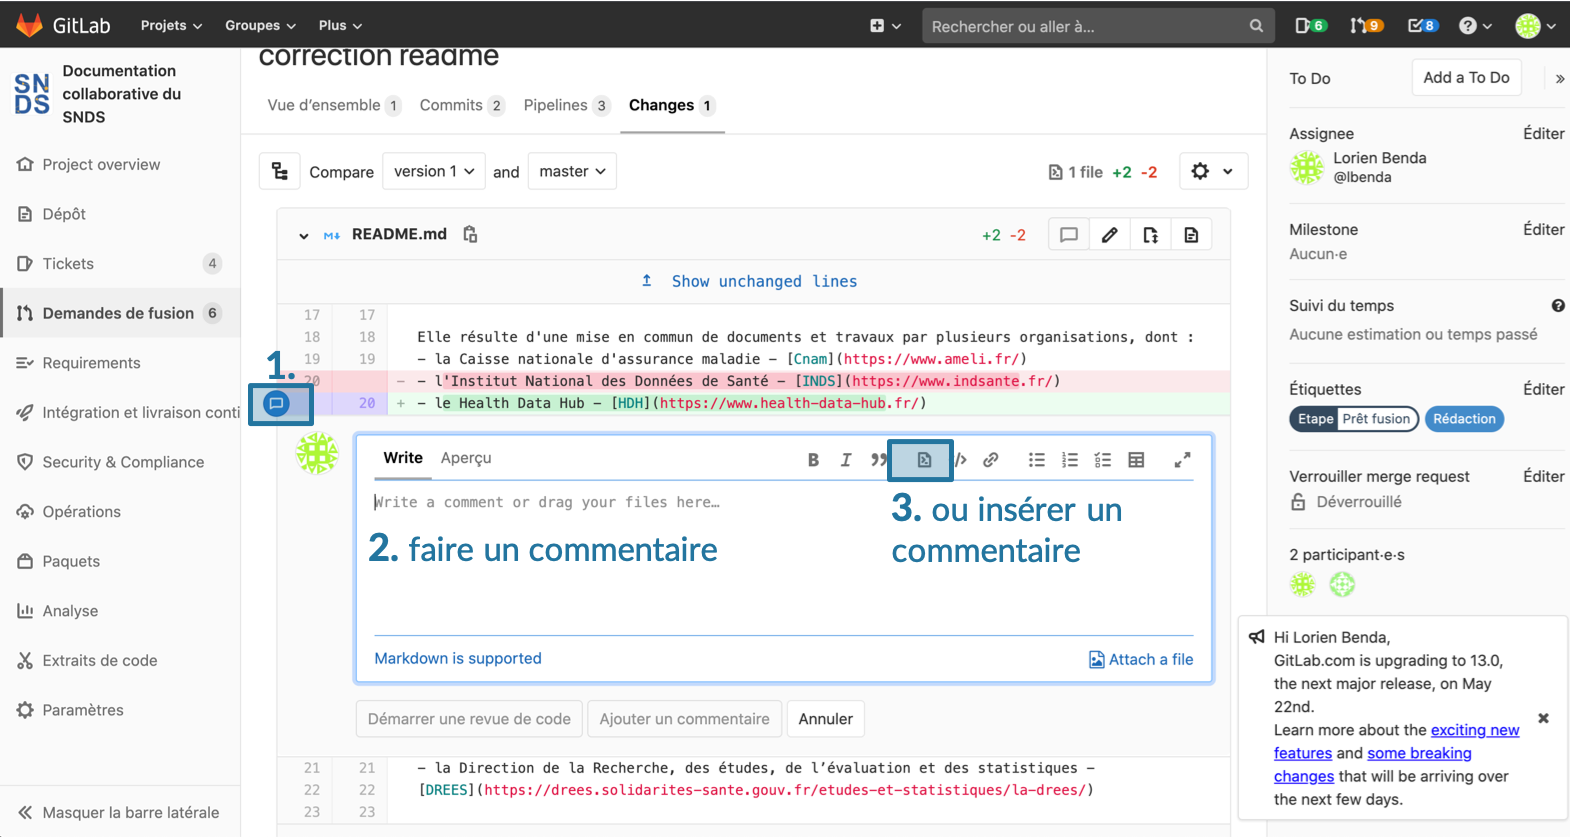 GitLab
Projets
Groupes
Plus
Rechercher ou aller à...
6
9
8
SNDS
Documentation
collaborative du
SNDS
Project overview
Dépôt
Tickets 4
Demandes de fusion 6
Requirements
Intégration et livraison conti
Security & Compliance
Opérations
Paquets
Analyse
Extraits de code
Paramètres
Masquer la barre latérale
correction readme
Vue d'ensemble 1
Commits 2
Pipelines 3
Changes 1
Compare version 1 and master
1 file +2 -2
README.md
+2 -2
Show unchanged lines
17 17
18 18 Elle résulte d'une mise en commun de documents et travaux par plusieurs organisations, dont :
19 19 - la Caisse nationale d'assurance maladie - [Cnam](https://www.ameli.fr/)
1.
20 - - l'Institut National des Données de Santé - [INDS](https://www.indsante.fr/)
20 + - le Health Data Hub - [HDH](https://www.health-data-hub.fr/)
Write Aperçu
B I
Write a comment or drag your files here…
2. faire un commentaire
3. ou insérer un
commentaire
Markdown is supported
Attach a file
Démarrer une revue de code
Ajouter un commentaire
Annuler
21 21 - la Direction de la Recherche, des études, de l’évaluation et des statistiques -
22 22 [DREES](https://drees.solidarites-sante.gouv.fr/etudes-et-statistiques/la-drees/)
23 23
To Do
Add a To Do
Assignee Éditer
Lorien Benda
@lbenda
Milestone Éditer
Aucun·e
Suivi du temps
Aucune estimation ou temps passé
Étiquettes Éditer
Etape Prêt fusion
Rédaction
Verrouiller merge request Éditer
Déverrouillé
2 participant·e·s
Hi Lorien Benda,
GitLab.com is upgrading to 13.0,
the next major release, on May
22nd.
Learn more about the exciting new
features and some breaking
changes that will be arriving over
the next few days.